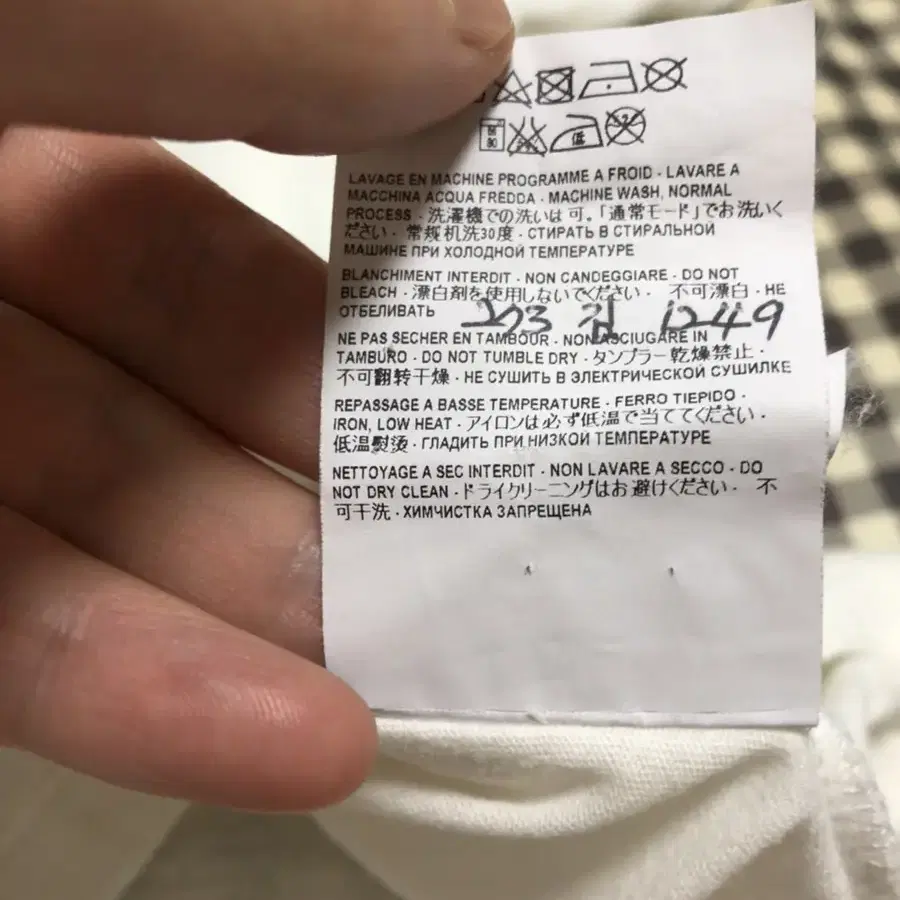 LAVAGE EN MACHINE PROGRAMME A FROID - LAVARE A
MACCHINA ACQUA FREDDA - MACHINE WASH, NORMAL
PROCESS - 洗濯機での洗いは可。「通常モード」でお洗いく
ださい - 常规机洗30度 - СТИРАТЬ В СТИРАЛЬНОЙ
МАШИНЕ ПРИ ХОЛОДНОЙ ТЕМПЕРАТУРЕ
BLANCHIMENT INTERDIT - NON CANDEGGIARE - DO NOT
BLEACH - 漂白剤を使用しないでください - 不可漂白 - НЕ
ОТБЕЛИВАТЬ
1249
NE PAS SECHER EN TAMBOUR - NON ASCIUGARE IN
TAMBURO - DO NOT TUMBLE DRY - タンブラー乾燥禁止 -
不可翻转干燥 - НЕ СУШИТЬ В ЭЛЕКТРИЧЕСКОЙ СУШИЛКЕ
REPASSAGE A BASSE TEMPERATURE - FERRO TIEPIDO -
IRON, LOW HEAT - アイロンは必ず低温で当ててください -
低温熨烫 - ГЛАДИТЬ ПРИ НИЗКОЙ ТЕМПЕРАТУРЕ
NETTOYAGE A SEC INTERDIT - NON LAVARE A SECCO - DO
NOT DRY CLEAN - ドライクリーニングはお避けください - 不
可干洗 - ХИМЧИСТКА ЗАПРЕЩЕНА